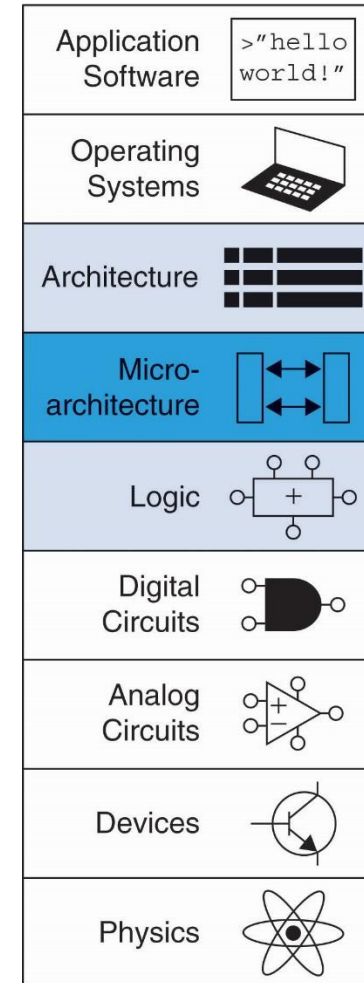 Application
Software
>"hello
world!"
Operating
Systems
Architecture
Micro-
architecture
Logic
+
Digital
Circuits
Analog
Circuits
+
−
Devices
Physics